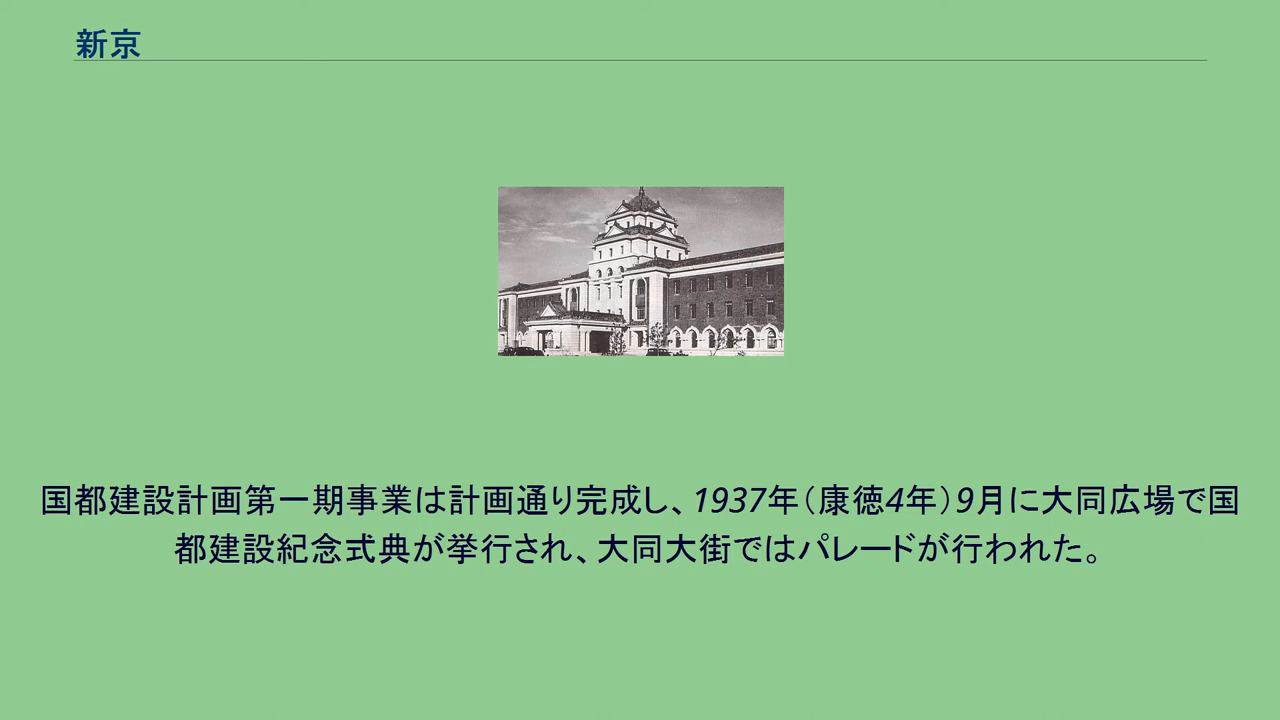 新京
国都建設計画第一期事業は計画通り完成し、1937年（康徳4年）9月に大同広場で国
都建設紀念式典が挙行され、大同大街ではパレードが行われた。